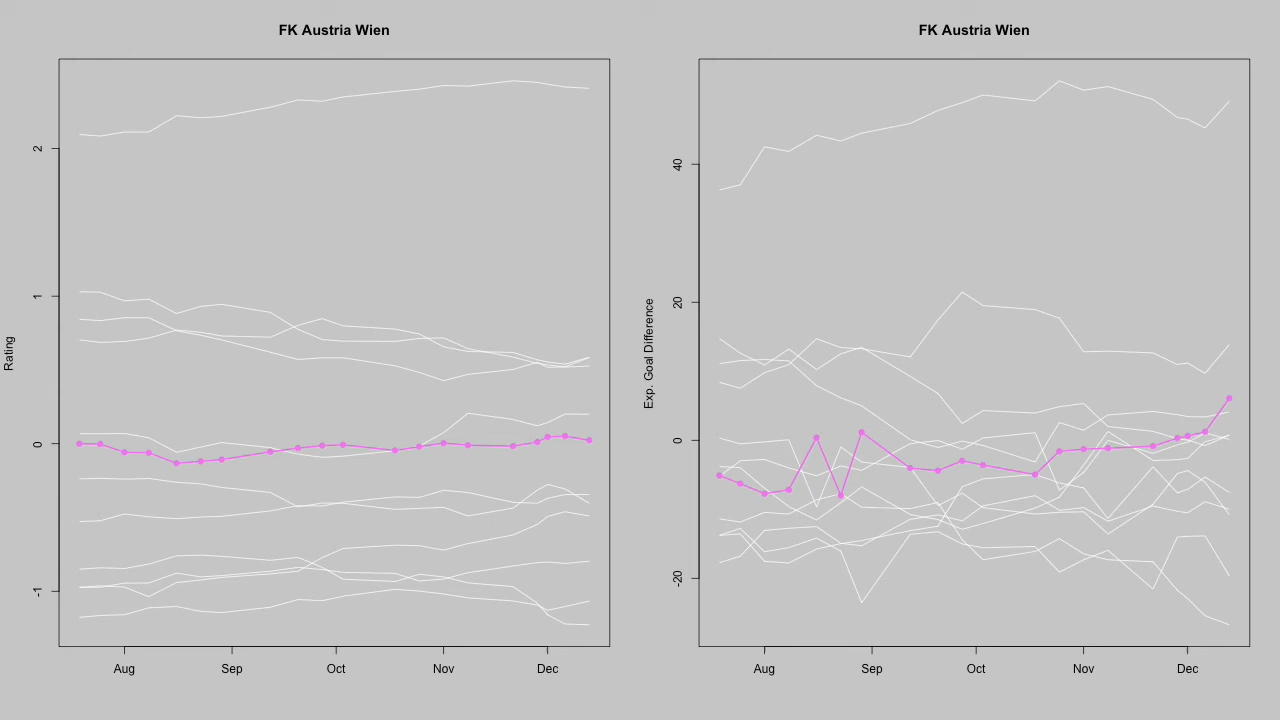 FK Austria Wien
Rating
2
1
0
-1
Aug Sep Oct Nov Dec
FK Austria Wien
Exp. Goal Difference
40
20
0
-20
Aug Sep Oct Nov Dec